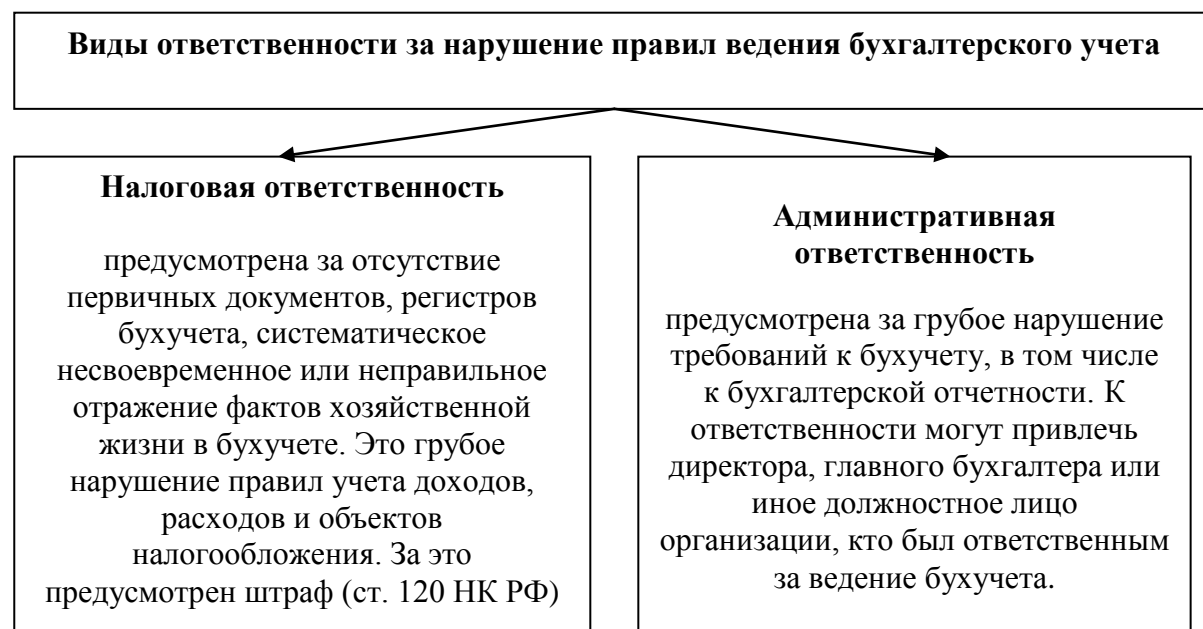 Виды ответственности за нарушение правил ведения бухгалтерского учета
Налоговая ответственность
предусмотрена за отсутствие
первичных документов, регистров
бухучета, систематическое
несвоевременное или неправильное
отражение фактов хозяйственной
жизни в бухучете. Это грубое
нарушение правил учета доходов,
расходов и объектов
налогообложения. За это
предусмотрен штраф (ст. 120 НК РФ)
Административная
ответственность
предусмотрена за грубое нарушение
требований к бухучету, в том числе
к бухгалтерской отчетности. К
ответственности могут привлечь
директора, главного бухгалтера или
иное должностное лицо
организации, кто был ответственным
за ведение бухучета.